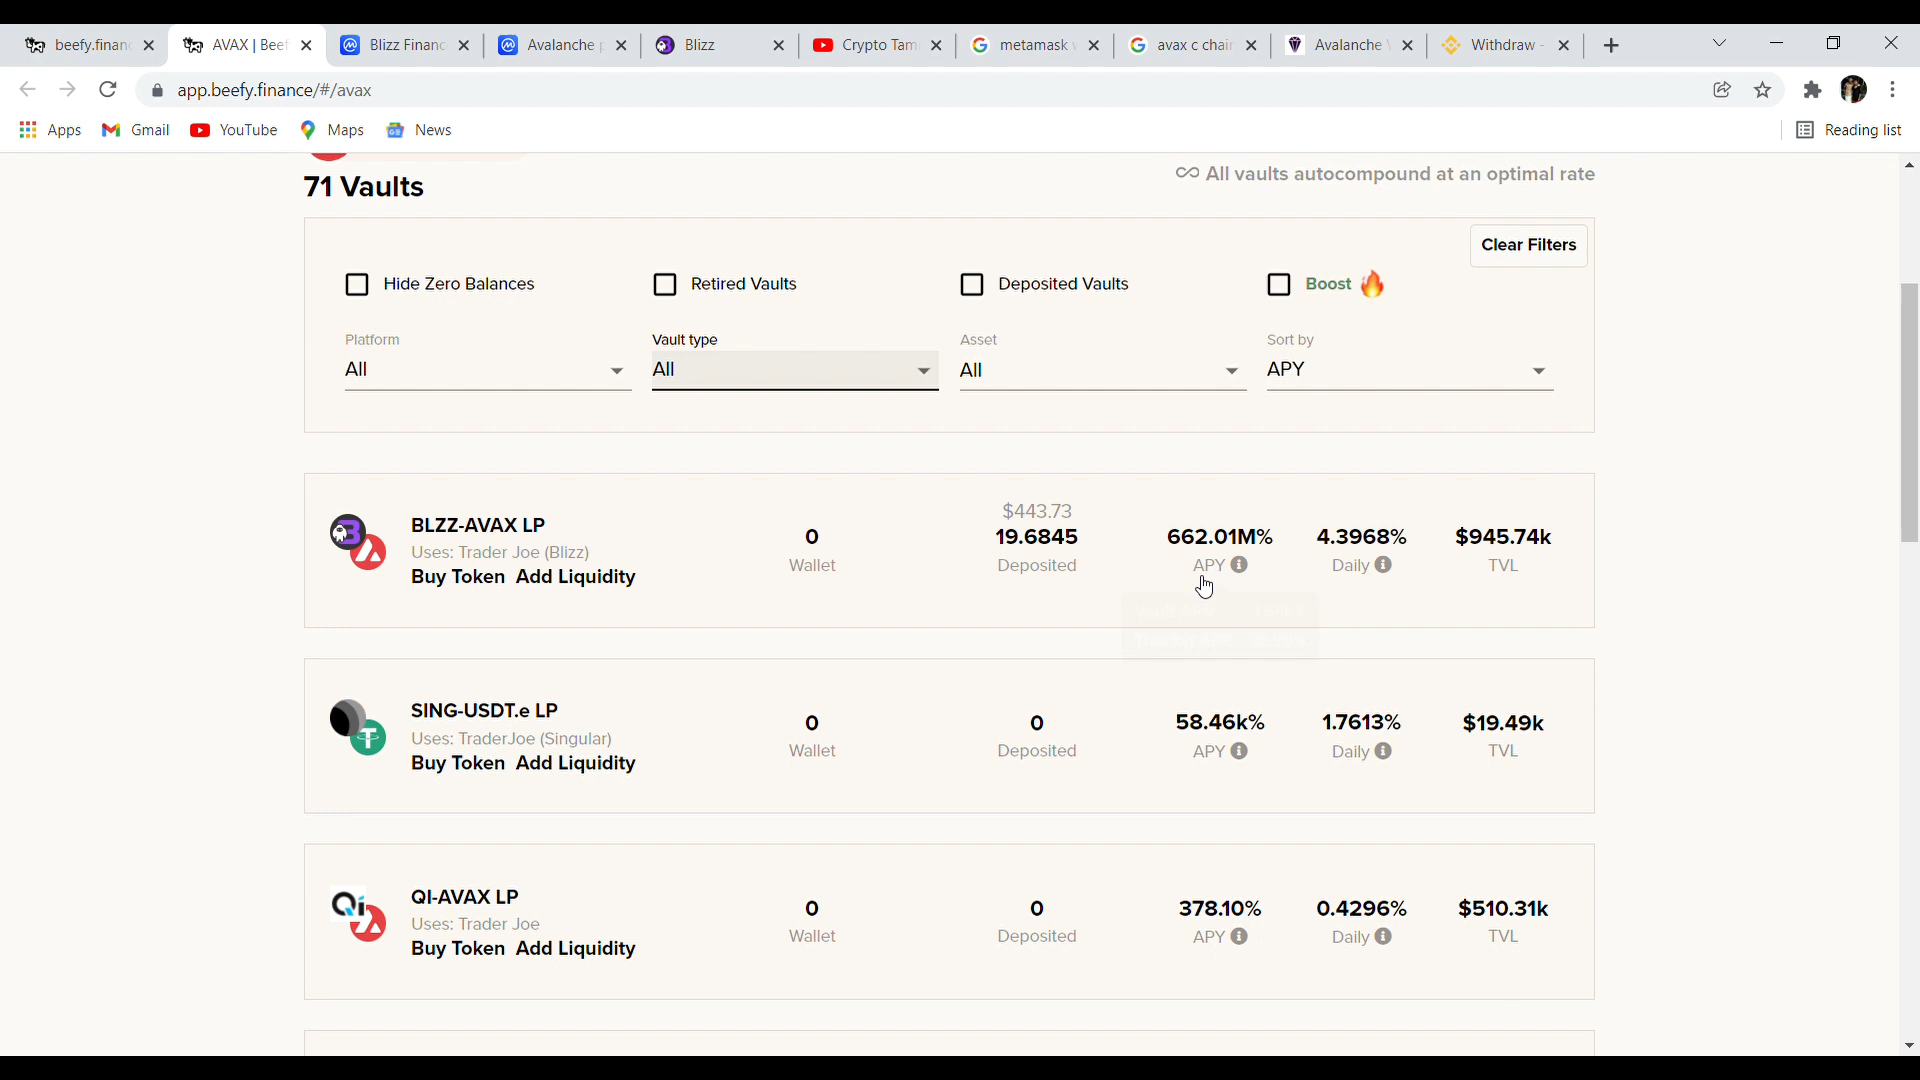 beefy.financ
AVAX | Beef
Blizz Financ
Avalanche p
Blizz
Crypto Tam
metamask
avax c chain
Avalanche
Withdraw -
app.beefy.finance/#/avax
Apps
Gmail
YouTube
Maps
News
Reading list
71 Vaults
All vaults autocompound at an optimal rate
Clear Filters
Hide Zero Balances
Retired Vaults
Deposited Vaults
Boost 🔥
Platform
Vault type
Asset
Sort by
All
All
All
APY
BLZZ-AVAX LP
Uses: Trader Joe (Blizz)
Buy Token Add Liquidity
0
Wallet
$443.73
19.6845
Deposited
662.01M%
APY
4.3968%
Daily
$945.74k
TVL
SING-USDT.e LP
Uses: TraderJoe (Singular)
Buy Token Add Liquidity
0
Wallet
0
Deposited
58.46k%
APY
1.7613%
Daily
$19.49k
TVL
QI-AVAX LP
Uses: Trader Joe
Buy Token Add Liquidity
0
Wallet
0
Deposited
378.10%
APY
0.4296%
Daily
$510.31k
TVL